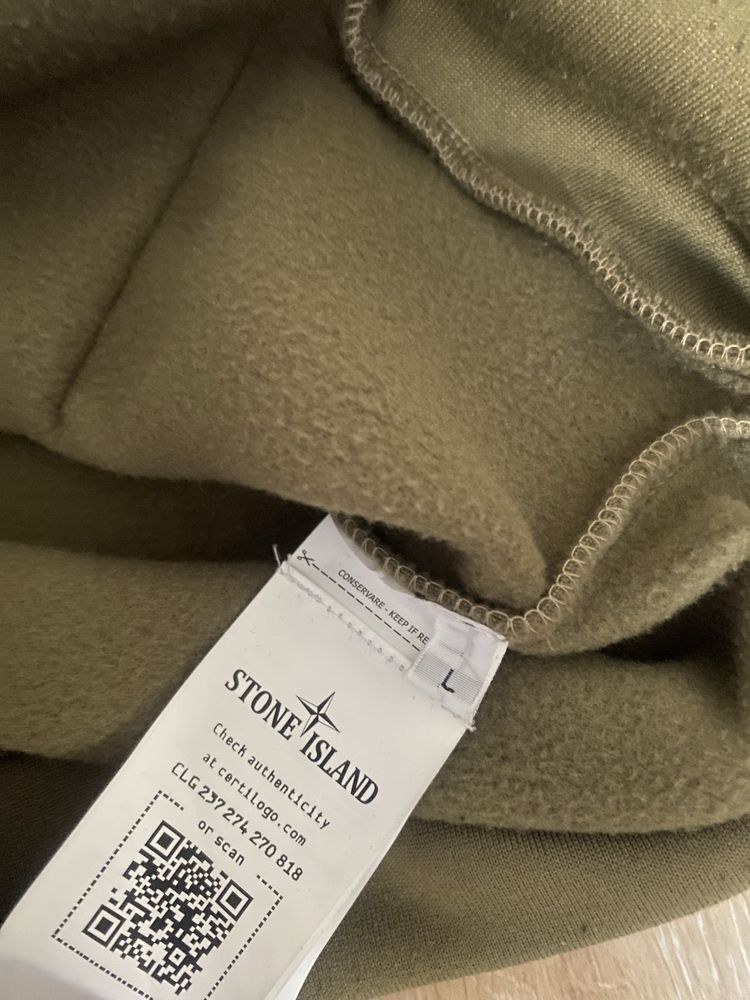 CONSERVARE - KEEP IF RE
L
STONE ISLAND
Check authenticity
at certilogo.com
CLG 237 274 270 818
or scan